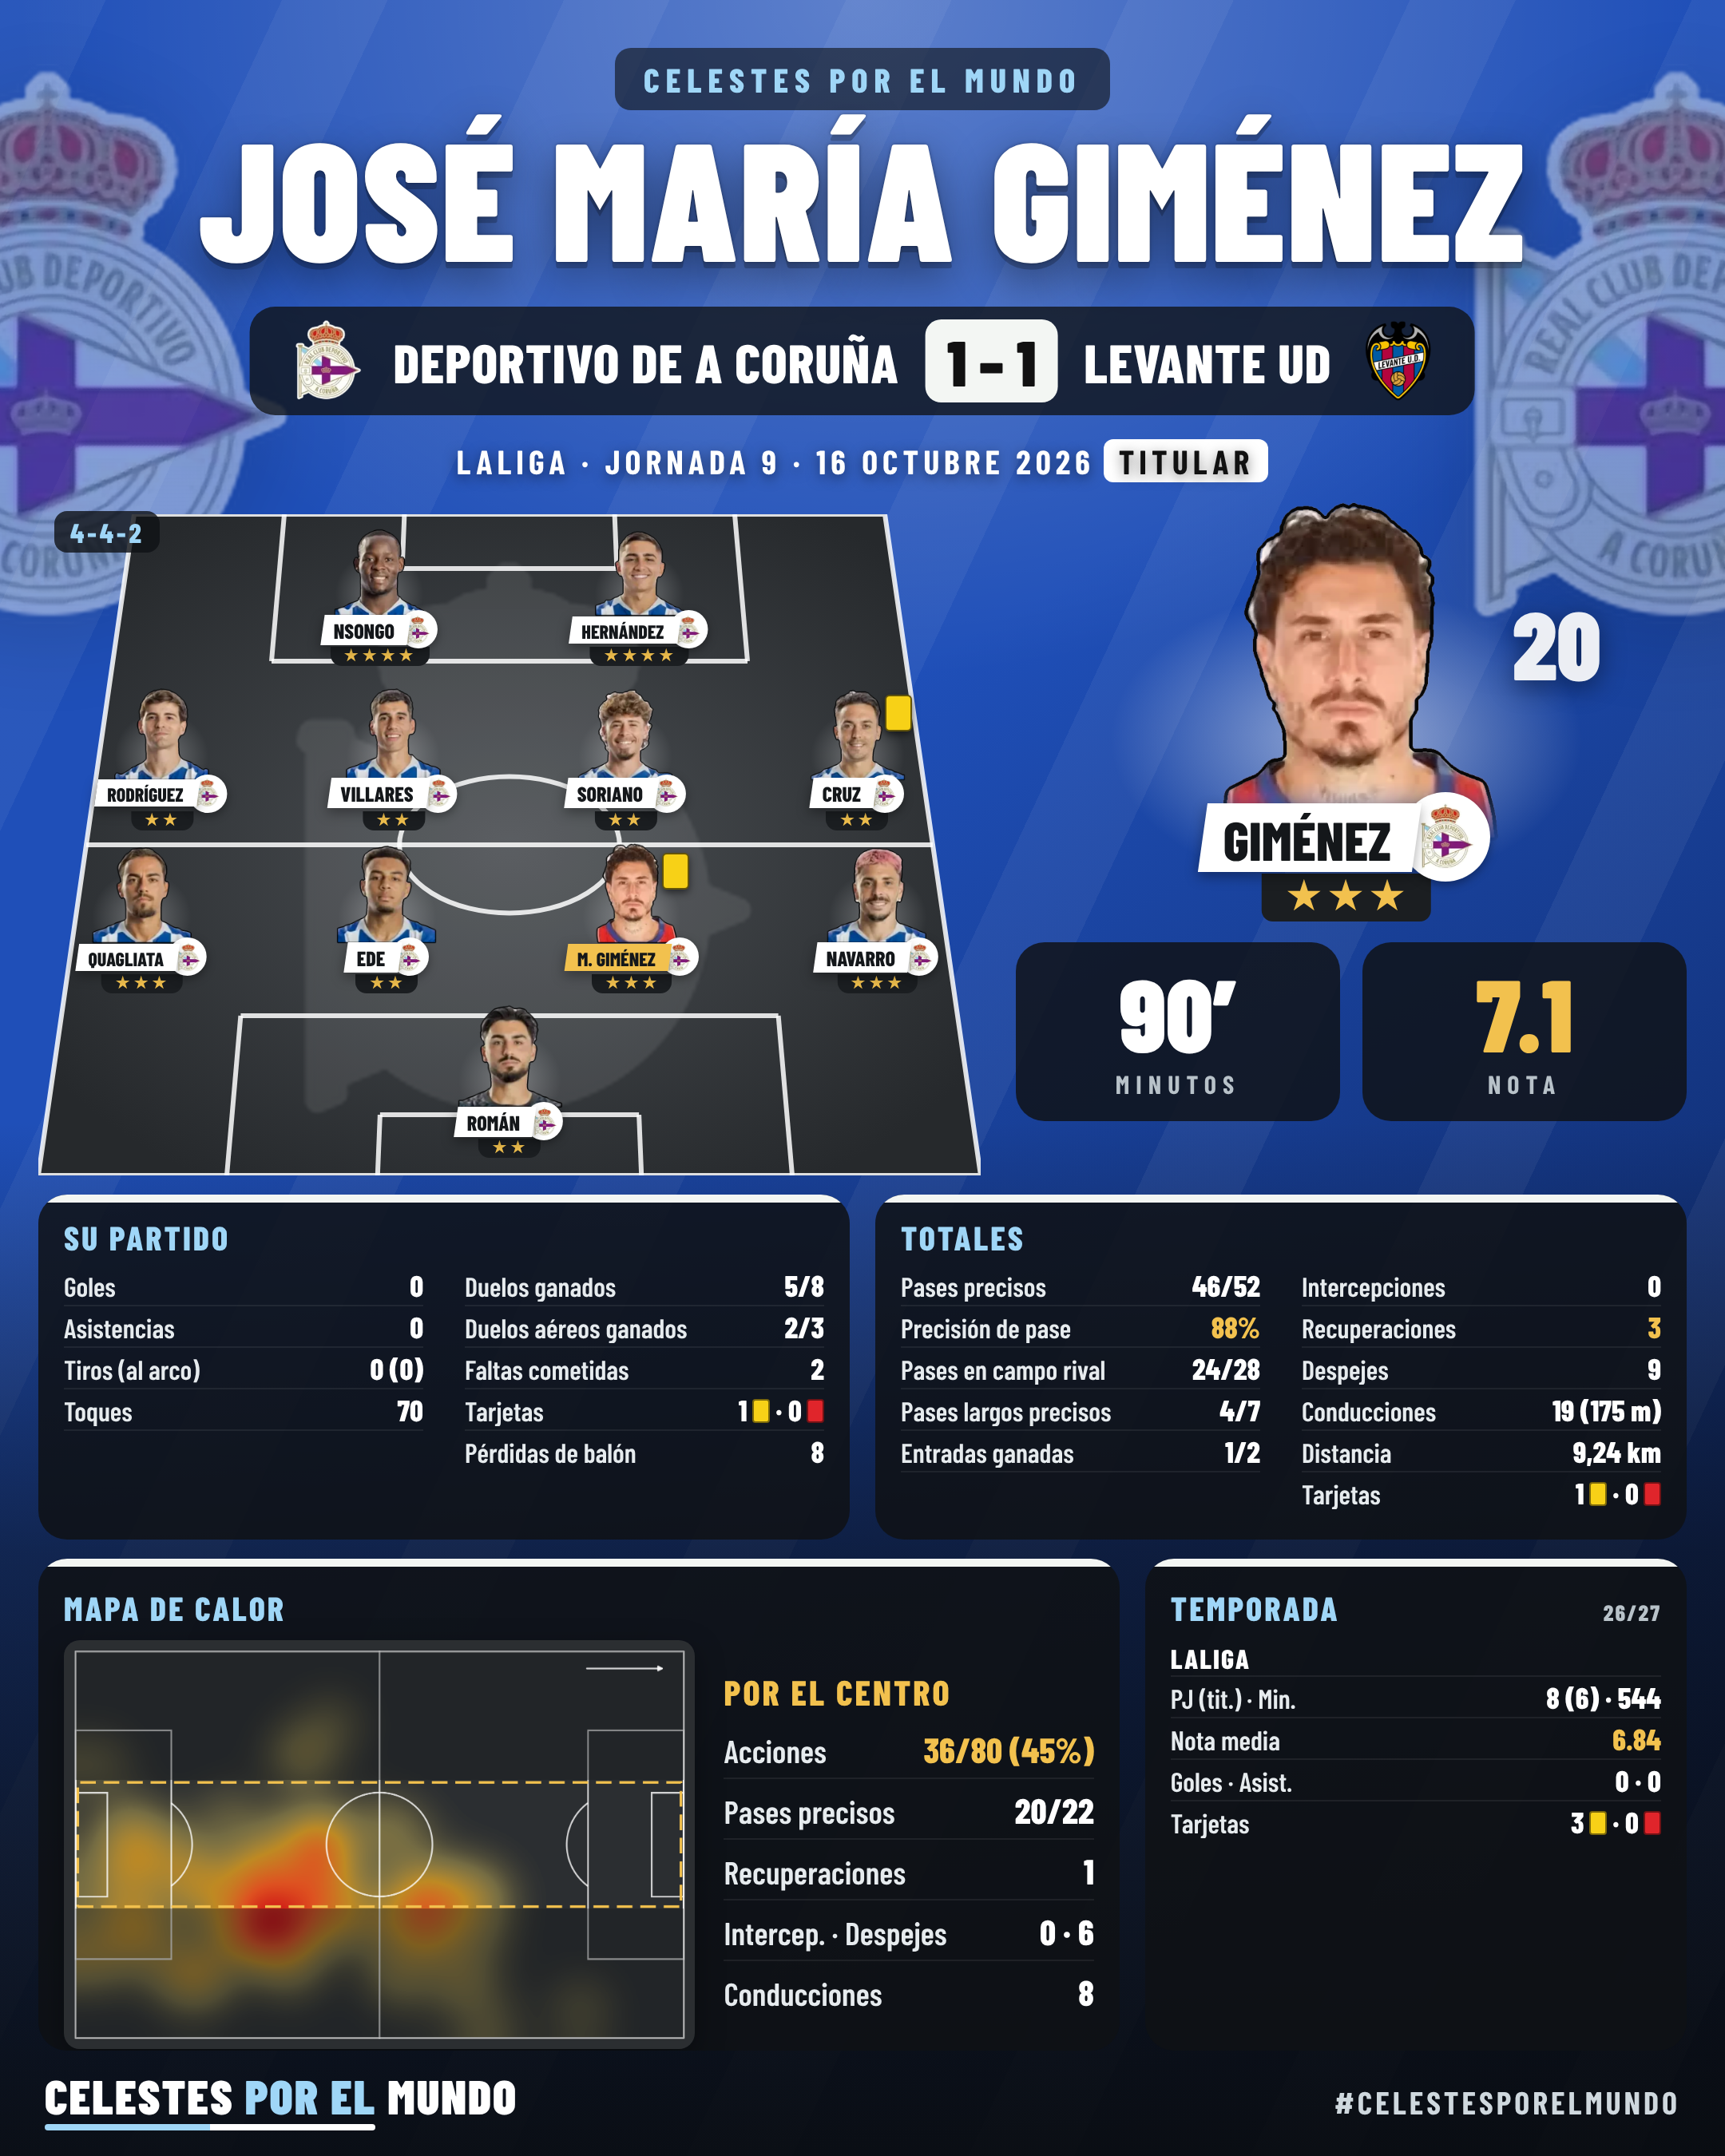 CELESTES POR EL MUNDO
JOSÉ MARÍA GIMÉNEZ
DEPORTIVO DE A CORUÑA 1-1 LEVANTE UD
LALIGA · JORNADA 9 · 16 OCTUBRE 2026 TITULAR
4-4-2
NSONGO
HERNÁNDEZ
RODRÍGUEZ
VILLARES
SORIANO
CRUZ
QUAGLIATA
EDE
M. GIMÉNEZ
NAVARRO
ROMÁN
20
GIMÉNEZ
90'
MINUTOS
7.1
NOTA
SU PARTIDO
Goles 0
Asistencias 0
Tiros (al arco) 0 (0)
Toques 70
Duelos ganados 5/8
Duelos aéreos ganados 2/3
Faltas cometidas 2
Tarjetas 1 · 0
Pérdidas de balón 8
TOTALES
Pases precisos 46/52
Precisión de pase 88%
Pases en campo rival 24/28
Pases largos precisos 4/7
Entradas ganadas 1/2
Intercepciones 0
Recuperaciones 3
Despejes 9
Conducciones 19 (175 m)
Distancia 9,24 km
Tarjetas 1 · 0
MAPA DE CALOR
POR EL CENTRO
Acciones 36/80 (45%)
Pases precisos 20/22
Recuperaciones 1
Intercep. · Despejes 0 · 6
Conducciones 8
TEMPORADA 26/27
LALIGA
PJ (tit.) · Min. 8 (6) · 544
Nota media 6.84
Goles · Asist. 0 · 0
Tarjetas 3 · 0
CELESTES POR EL MUNDO
#CELESTESPORELMUNDO